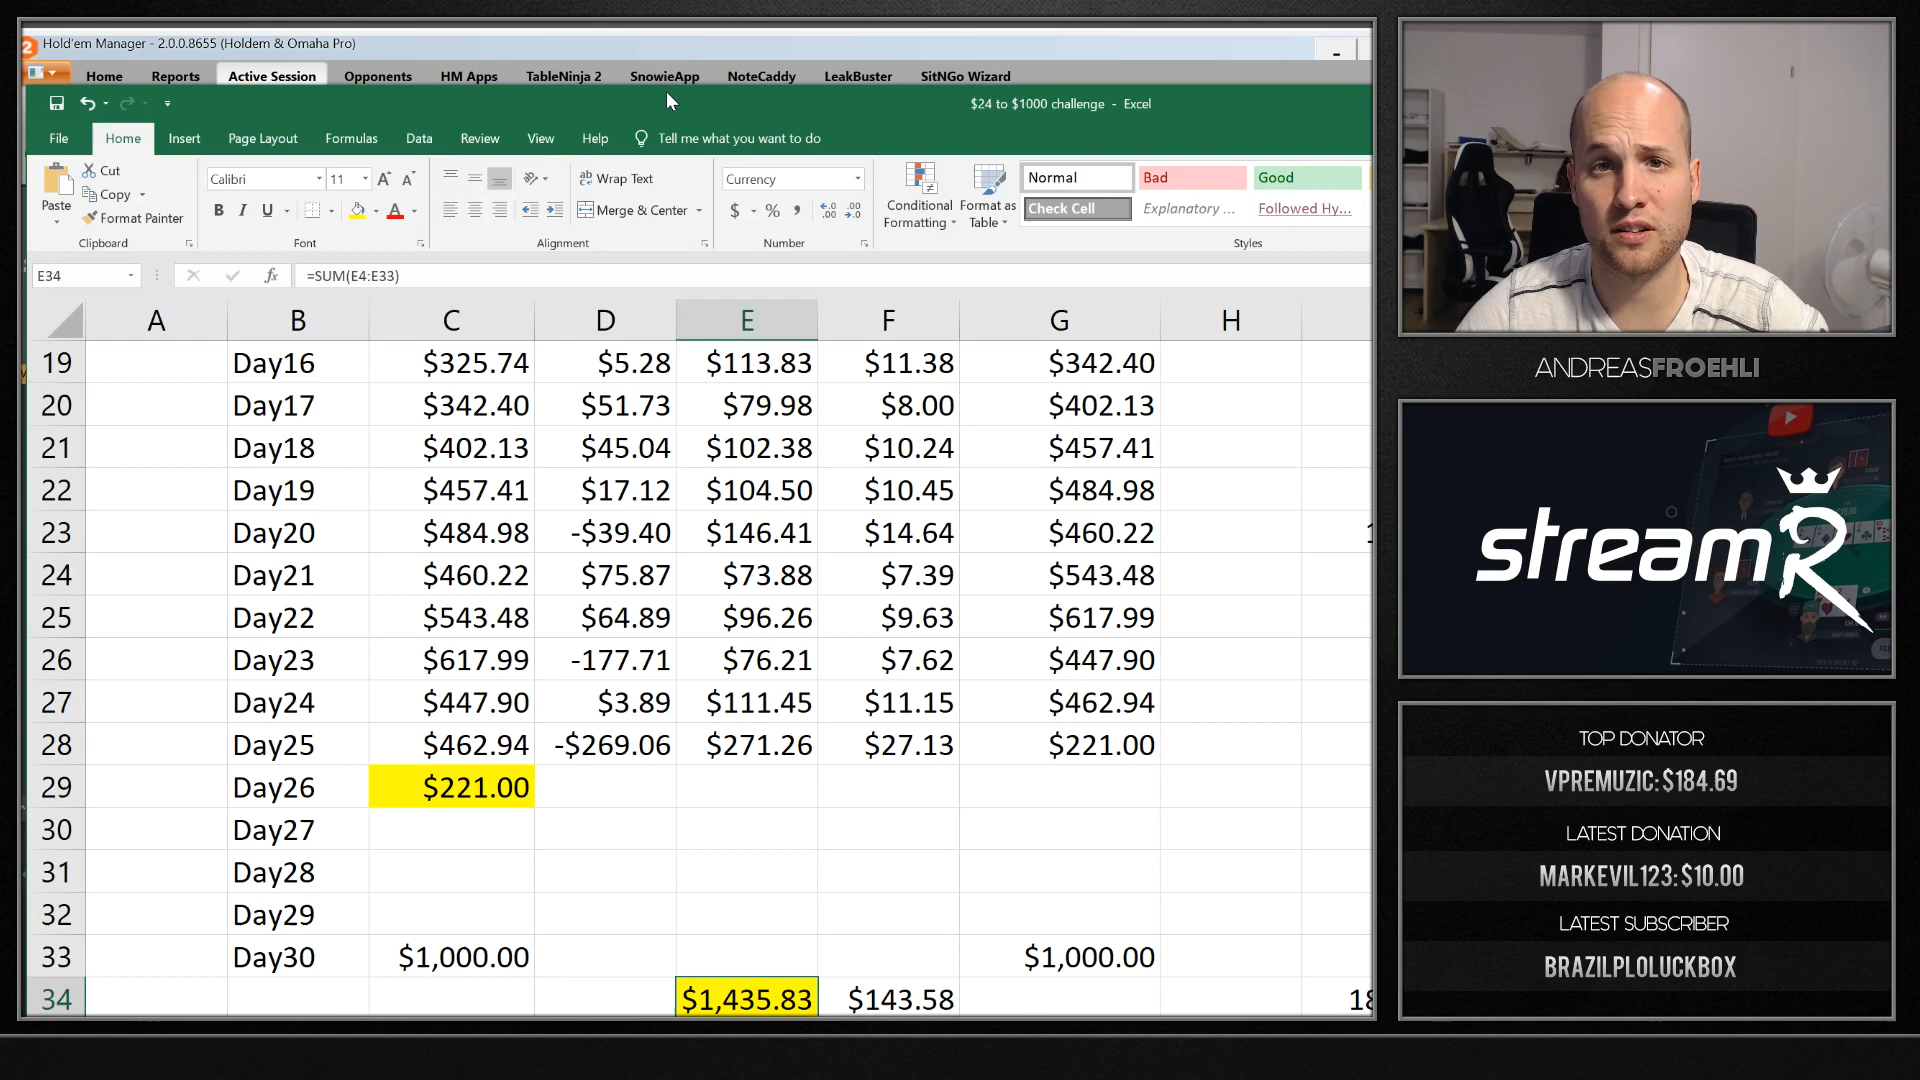 Hold'em Manager - 2.0.0.8655 (Holdem & Omaha Pro)
Home Reports Active Session Opponents HM Apps TableNinja 2 SnowieApp NoteCaddy LeakBuster SitNGo Wizard
$24 to $1000 challenge - Excel
File Home Insert Page Layout Formulas Data Review View Help Tell me what you want to do
Paste Cut
Copy
Format Painter
Calibri 11
B I U
Wrap Text
Merge & Center
Currency
$ % ,
Conditional Formatting Format as Table
Normal Bad Good
Check Cell Explanatory ... Followed Hy...
Clipboard Font Alignment Number Styles
E34 fx =SUM(E4:E33)
A B C D E F G H
19 Day16 $325.74 $5.28 $113.83 $11.38 $342.40
20 Day17 $342.40 $51.73 $79.98 $8.00 $402.13
21 Day18 $402.13 $45.04 $102.38 $10.24 $457.41
22 Day19 $457.41 $17.12 $104.50 $10.45 $484.98
23 Day20 $484.98 -$39.40 $146.41 $14.64 $460.22
24 Day21 $460.22 $75.87 $73.88 $7.39 $543.48
25 Day22 $543.48 $64.89 $96.26 $9.63 $617.99
26 Day23 $617.99 -177.71 $76.21 $7.62 $447.90
27 Day24 $447.90 $3.89 $111.45 $11.15 $462.94
28 Day25 $462.94 -$269.06 $271.26 $27.13 $221.00
29 Day26 $221.00
30 Day27
31 Day28
32 Day29
33 Day30 $1,000.00 $1,000.00
34 $1,435.83 $143.58
ANDREASFROEHLI
streamR
TOP DONATOR
VPREMUZIC: $184.69
LATEST DONATION
MARKEVIL123: $10.00
LATEST SUBSCRIBER
BRAZILPLOLUCKBOX